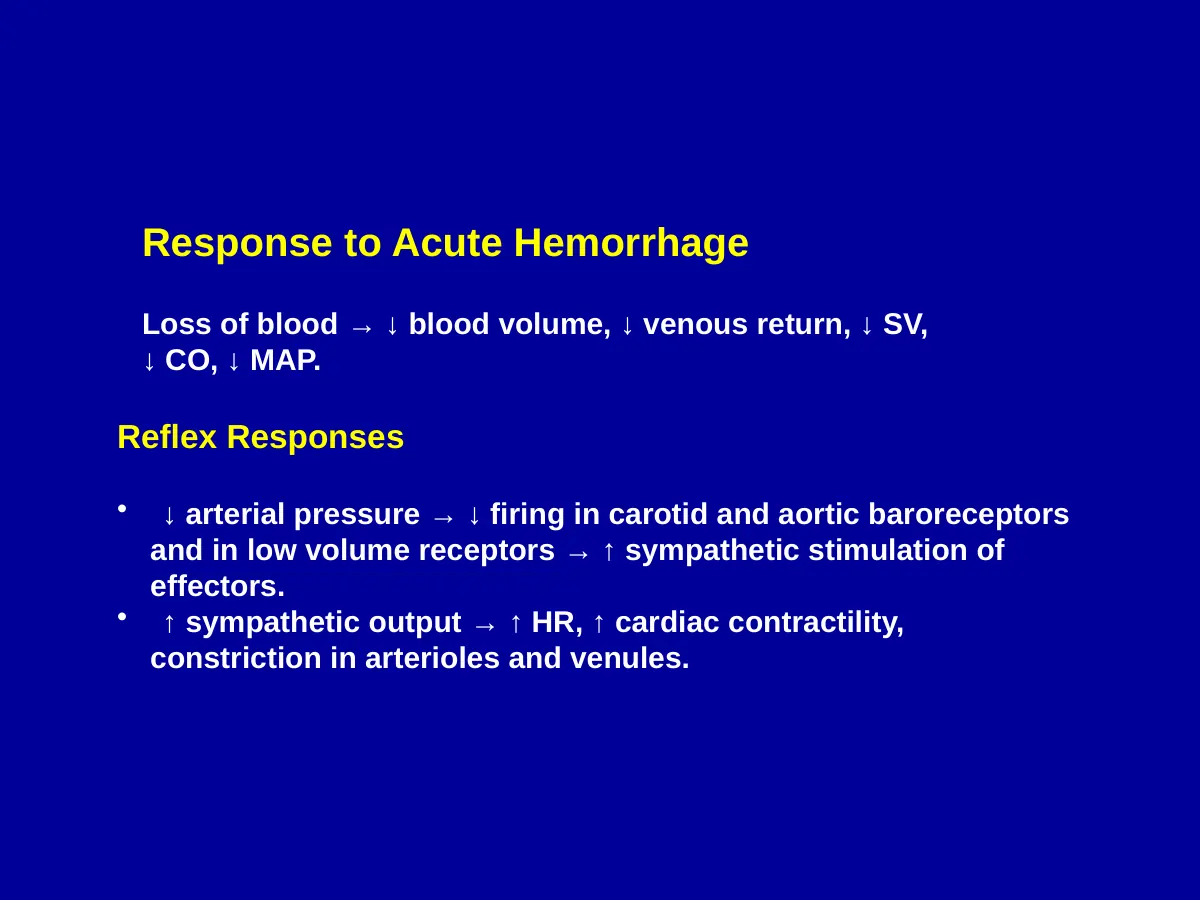 Response to Acute Hemorrhage
Loss of blood → ↓ blood volume, ↓ venous return, ↓ SV,
↓ CO, ↓ MAP.
Reflex Responses
• ↓ arterial pressure → ↓ firing in carotid and aortic baroreceptors
and in low volume receptors → ↑ sympathetic stimulation of
effectors.
• ↑ sympathetic output → ↑ HR, ↑ cardiac contractility,
constriction in arterioles and venules.